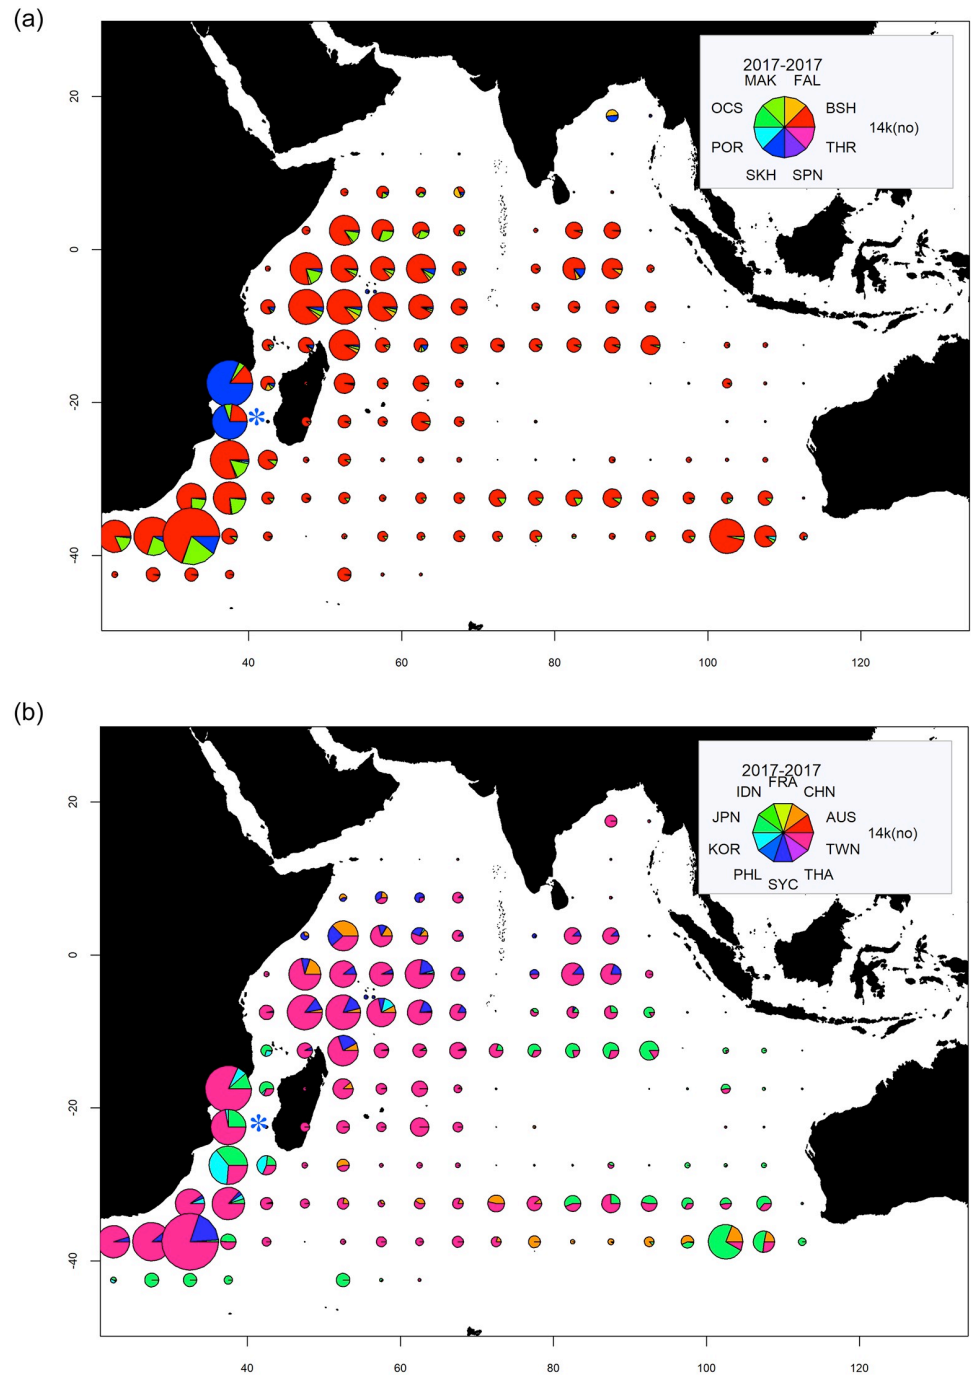 (a)
2017-2017
MAK FAL
OCS BSH
14k(no)
POR THR
SKH SPN
20
0
-20
-40
40 60 80 100 120
(b)
2017-2017
FRA
IDN CHN
JPN AUS
14k(no)
KOR TWN
PHL THA
SYC
20
0
-20
-40
40 60 80 100 120